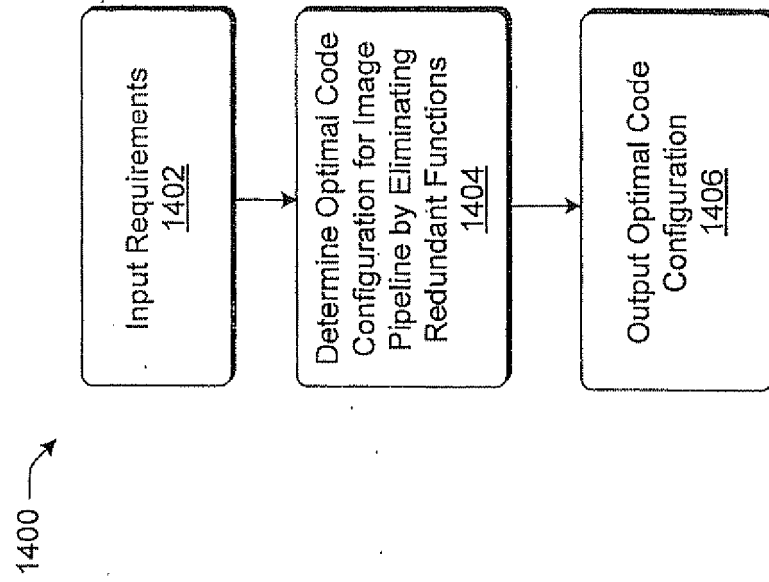 1400
Input Requirements
1402
Determine Optimal Code
Configuration for Image
Pipeline by Eliminating
Redundant Functions
1404
Output Optimal Code
Configuration
1406